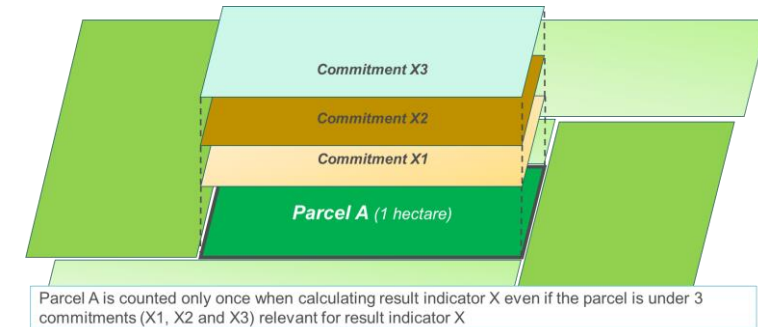 Commitment X3
Commitment X2
Commitment X1
Parcel A (1 hectare)
Parcel A is counted only once when calculating result indicator X even if the parcel is under 3
commitments (X1, X2 and X3) relevant for result indicator X